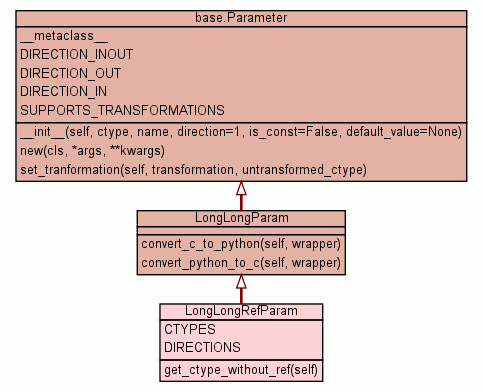 base.Parameter
__metaclass__
DIRECTION_INOUT
DIRECTION_OUT
DIRECTION_IN
SUPPORTS_TRANSFORMATIONS
__init__(self, ctype, name, direction=1, is_const=False, default_value=None)
new(cls, *args, **kwargs)
set_tranformation(self, transformation, untransformed_ctype)
LongLongParam
convert_c_to_python(self, wrapper)
convert_python_to_c(self, wrapper)
LongLongRefParam
CTYPES
DIRECTIONS
get_ctype_without_ref(self)